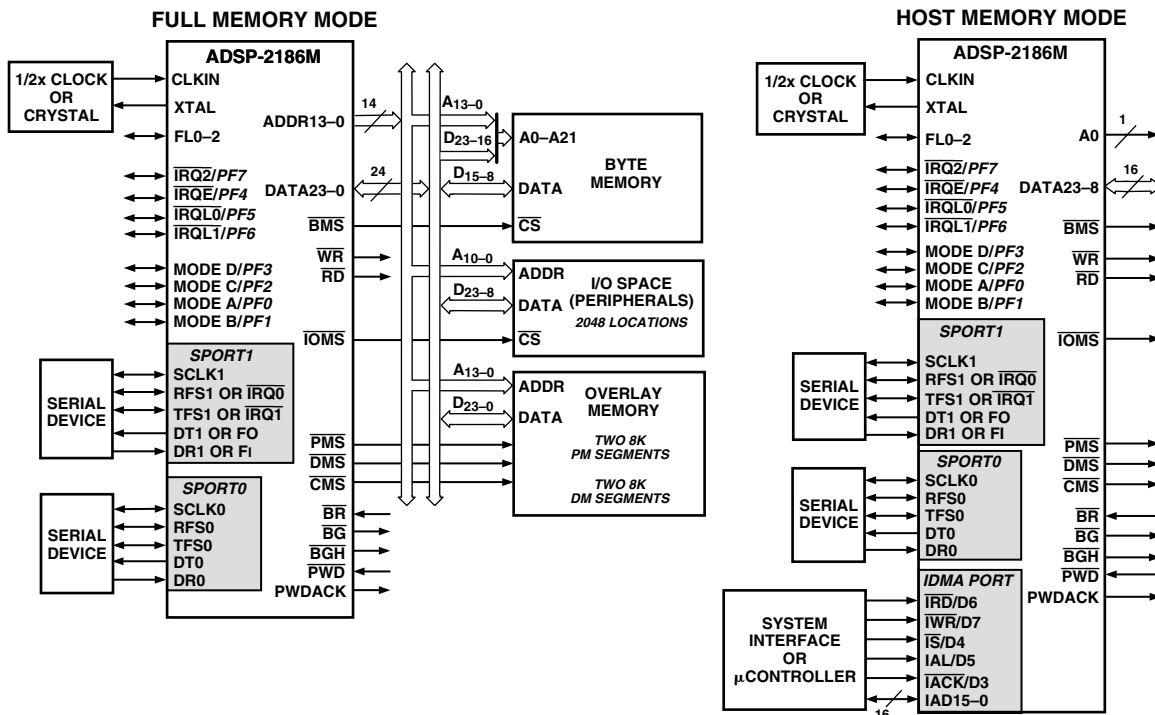 FULL MEMORY MODE
ADSP-2186M
1/2x CLOCK
OR
CRYSTAL
CLKIN
XTAL
FL0–2
IRQ2/PF7
IRQE/PF4
IRQL0/PF5
IRQL1/PF6
MODE D/PF3
MODE C/PF2
MODE A/PF0
MODE B/PF1
ADDR13–0
14
DATA23–0
24
BMS
WR
RD
IOMS
PMS
DMS
CMS
BR
BG
BGH
PWD
PWDACK
SERIAL
DEVICE
SPORT1
SCLK1
RFS1 OR IRQ0
TFS1 OR IRQ1
DT1 OR FO
DR1 OR FI
SERIAL
DEVICE
SPORT0
SCLK0
RFS0
TFS0
DT0
DR0
A13–0
D23–16
D15–8
A0–A21
DATA
CS
BYTE
MEMORY
A10–0
D23–8
ADDR
DATA
CS
I/O SPACE
(PERIPHERALS)
2048 LOCATIONS
A13–0
D23–0
ADDR
DATA
OVERLAY
MEMORY
TWO 8K
PM SEGMENTS
TWO 8K
DM SEGMENTS
HOST MEMORY MODE
ADSP-2186M
1/2x CLOCK
OR
CRYSTAL
CLKIN
XTAL
FL0–2
IRQ2/PF7
IRQE/PF4
IRQL0/PF5
IRQL1/PF6
MODE D/PF3
MODE C/PF2
MODE A/PF0
MODE B/PF1
A0
1
DATA23–8
16
BMS
WR
RD
IOMS
PMS
DMS
CMS
BR
BG
BGH
PWD
PWDACK
SERIAL
DEVICE
SPORT1
SCLK1
RFS1 OR IRQ0
TFS1 OR IRQ1
DT1 OR FO
DR1 OR FI
SERIAL
DEVICE
SPORT0
SCLK0
RFS0
TFS0
DT0
DR0
SYSTEM
INTERFACE
OR
µCONTROLLER
IDMA PORT
IRD/D6
IWR/D7
IS/D4
IAL/D5
IACK/D3
IAD15–0
16